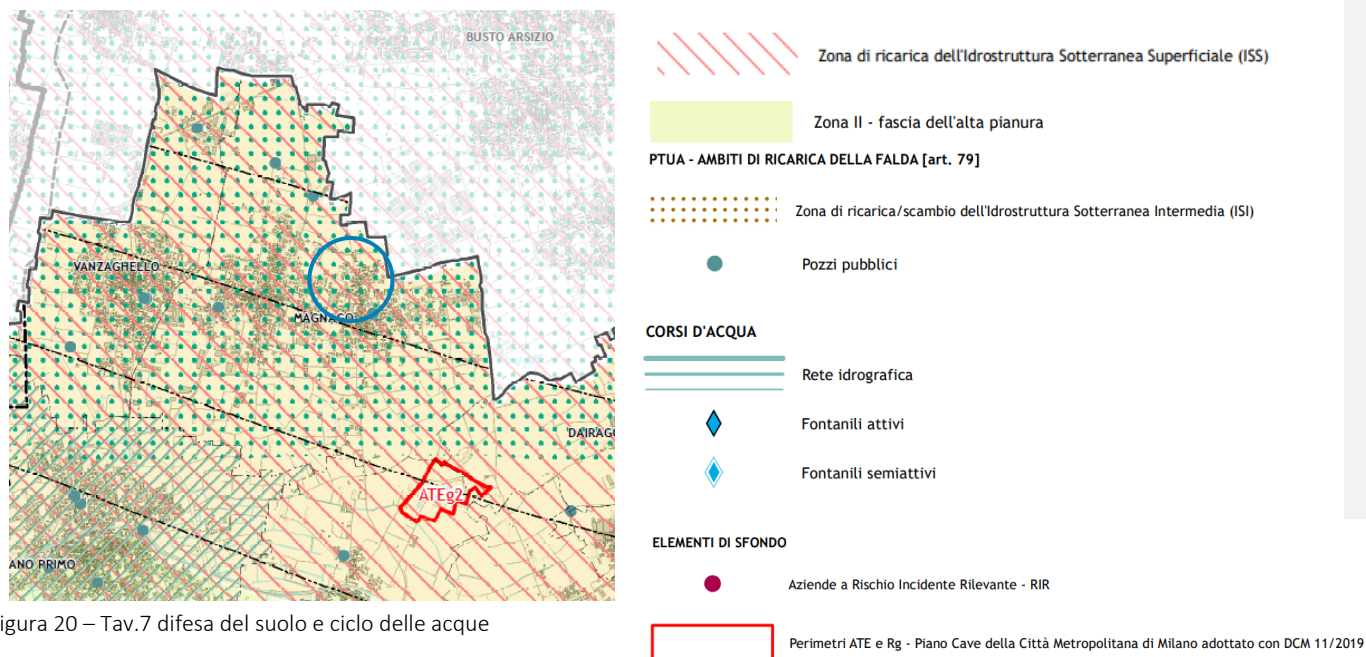 BUSTO ARSIZIO
VANZAGHELLO
MAGNAGO
DAIRAG
ATEg2
ANO PRIMO
igura 20 – Tav.7 difesa del suolo e ciclo delle acque
Zona di ricarica dell'Idrostruttura Sotterranea Superficiale (ISS)
Zona II - fascia dell'alta pianura
PTUA - AMBITI DI RICARICA DELLA FALDA [art. 79]
Zona di ricarica/scambio dell'Idrostruttura Sotterranea Intermedia (ISI)
Pozzi pubblici
CORSI D'ACQUA
Rete idrografica
Fontanili attivi
Fontanili semiattivi
ELEMENTI DI SFONDO
Aziende a Rischio Incidente Rilevante - RIR
Perimetri ATE e Rg - Piano Cave della Città Metropolitana di Milano adottato con DCM 11/2019